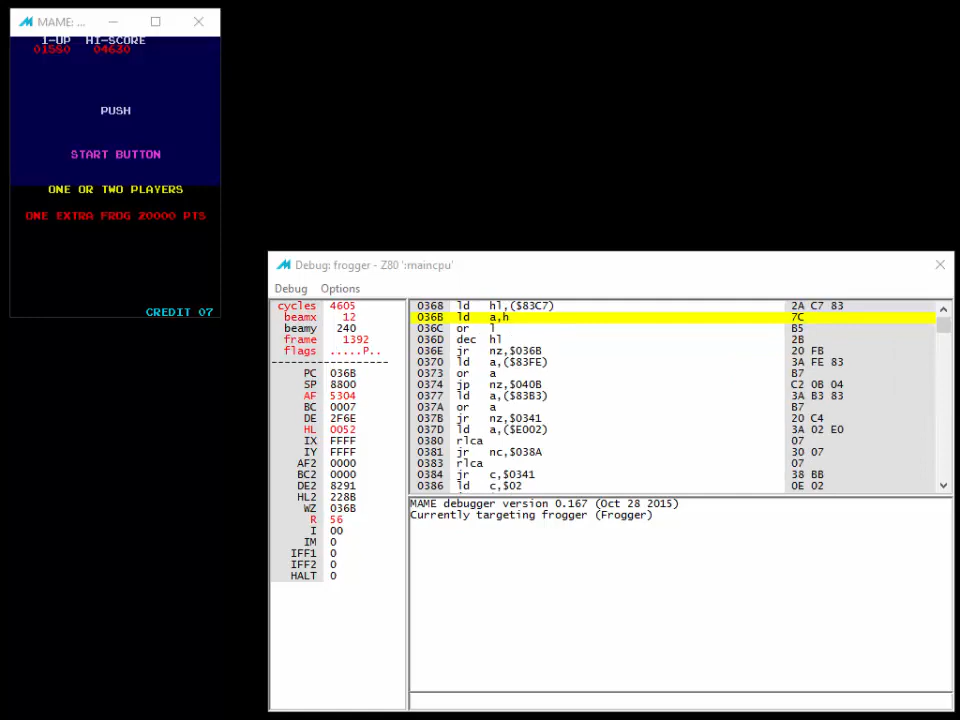 MAME: ...
1-UP HI-SCORE
01580 04630
PUSH
START BUTTON
ONE OR TWO PLAYERS
ONE EXTRA FROG 20000 PTS
CREDIT 07
Debug: frogger - Z80 ':maincpu'
Debug Options
cycles 4605
beamx 12
beamy 240
frame 1392
flags .....P..
PC 036B
SP 8800
AF 5304
BC 0007
DE 2F6E
HL 0052
IX FFFF
IY FFFF
AF2 0000
BC2 0000
DE2 8291
HL2 228B
WZ 036B
R 56
I 00
IM 0
IFF1 0
IFF2 0
HALT 0
0368 ld hl,($83C7) 2A C7 83
036B ld a,h 7C
036C or l B5
036D dec hl 2B
036E jr nz,$036B 20 FB
0370 ld a,($83FE) 3A FE 83
0373 or a B7
0374 jp nz,$040B C2 0B 04
0377 ld a,($83B3) 3A B3 83
037A or a B7
037B jr nz,$0341 20 C4
037D ld a,($E002) 3A 02 E0
0380 rlca 07
0381 jr nc,$038A 30 07
0383 rlca 07
0384 jr c,$0341 38 BB
0386 ld c,$02 0E 02
MAME debugger version 0.167 (Oct 28 2015)
Currently targeting frogger (Frogger)